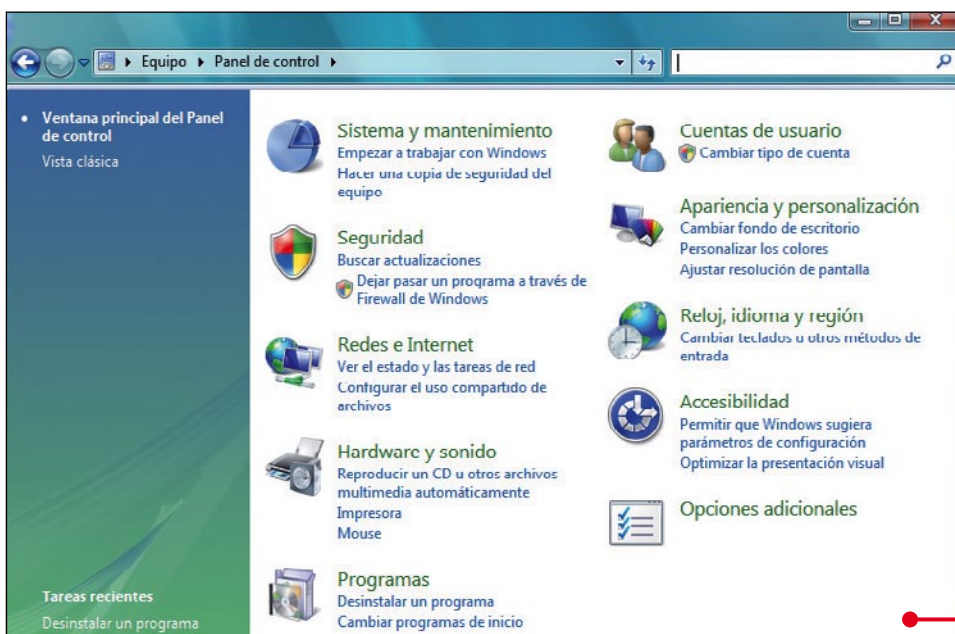 Equipo
Panel de control
Ventana principal del Panel
de control
Vista clásica
Tareas recientes
Desinstalar un programa
Sistema y mantenimiento
Empezar a trabajar con Windows
Hacer una copia de seguridad del
equipo
Seguridad
Buscar actualizaciones
Dejar pasar un programa a través de
Firewall de Windows
Redes e Internet
Ver el estado y las tareas de red
Configurar el uso compartido de
archivos
Hardware y sonido
Reproducir un CD u otros archivos
multimedia automáticamente
Impresora
Mouse
Programas
Desinstalar un programa
Cambiar programas de inicio
Cuentas de usuario
Cambiar tipo de cuenta
Apariencia y personalización
Cambiar fondo de escritorio
Personalizar los colores
Ajustar resolución de pantalla
Reloj, idioma y región
Cambiar teclados u otros métodos de
entrada
Accesibilidad
Permitir que Windows sugiera
parámetros de configuración
Optimizar la presentación visual
Opciones adicionales